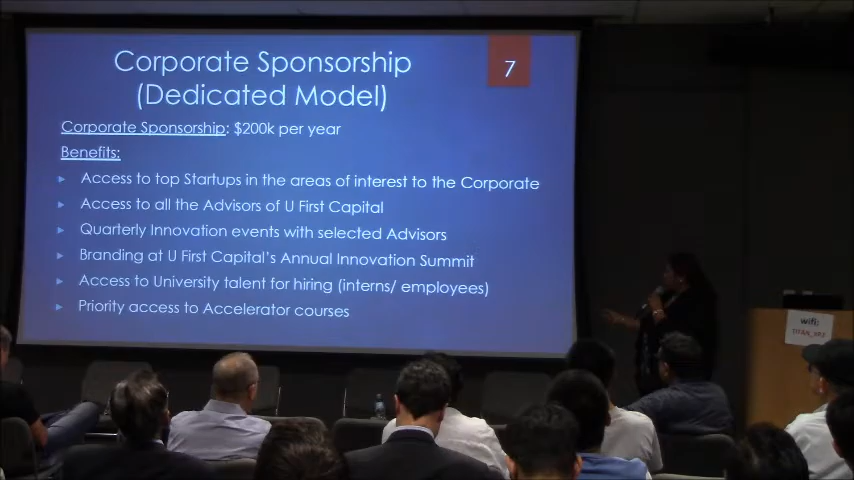 Corporate Sponsorship
(Dedicated Model)
7
Corporate Sponsorship: $200k per year
Benefits:
Access to top Startups in the areas of interest to the Corporate
Access to all the Advisors of U First Capital
Quarterly Innovation events with selected Advisors
Branding at U First Capital's Annual Innovation Summit
Access to University talent for hiring (interns/ employees)
Priority access to Accelerator courses
wifi: